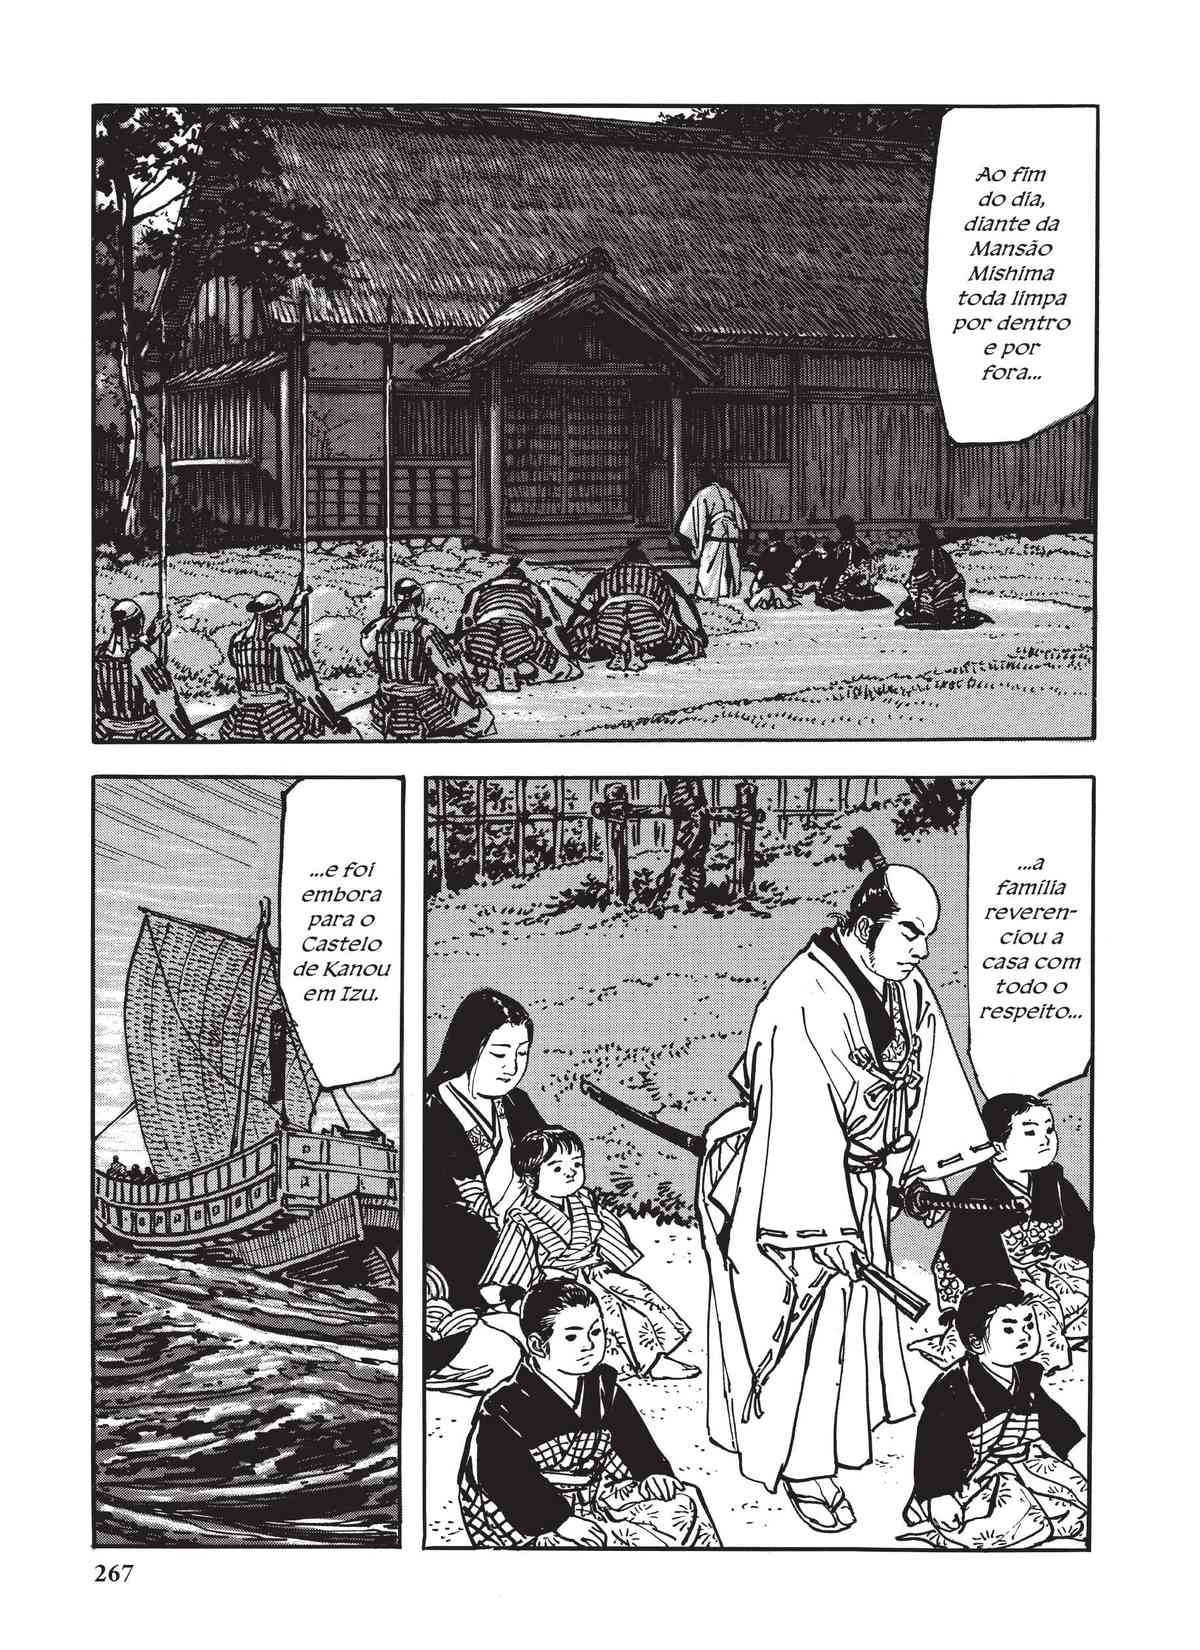 Ao fim
do dia,
diante da
Mansão
Mishima
toda limpa
por dentro
e por
fora...
...a
família
reveren-
ciou a
casa com
todo o
respeito...
...e foi
embora
para o
Castelo
de Kanou
em Izu.
267